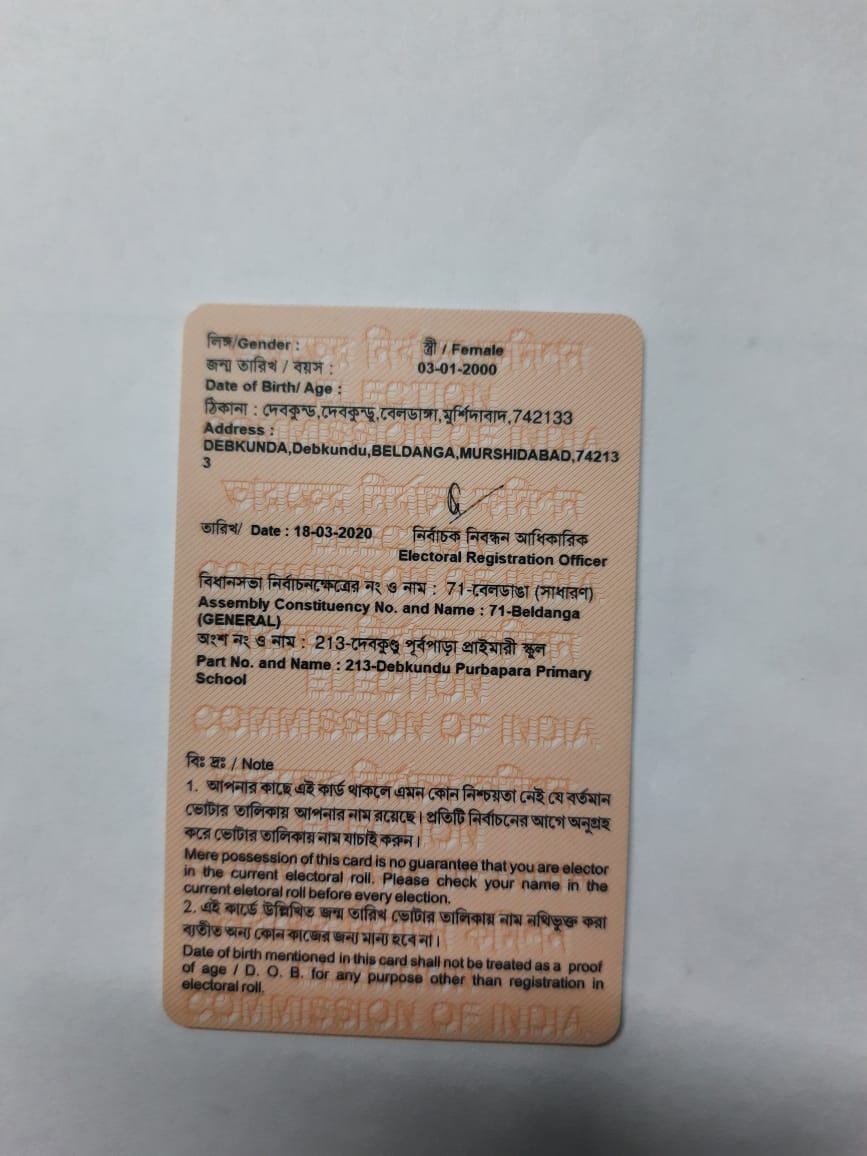 লিঙ্গ/Gender : স্ত্রী / Female
জন্ম তারিখ / বয়স : 03-01-2000
Date of Birth/ Age :
ঠিকানা : দেবকুন্ড,দেবকুন্ডু,বেলডাঙ্গা,মুর্শিদাবাদ,742133
Address :
DEBKUNDA,Debkundu,BELDANGA,MURSHIDABAD,74213
3
তারিখ/ Date : 18-03-2020 নির্বাচক নিবন্ধন আধিকারিক
Electoral Registration Officer
বিধানসভা নির্বাচনক্ষেত্রের নং ও নাম : 71-বেলডাঙা (সাধারণ)
Assembly Constituency No. and Name : 71-Beldanga
(GENERAL)
অংশ নং ও নাম : 213-দেবকুণ্ডু পূর্বপাড়া প্রাইমারী স্কুল
Part No. and Name : 213-Debkundu Purbapara Primary
School
বিঃ দ্রঃ / Note
1. আপনার কাছে এই কার্ড থাকলে এমন কোন নিশ্চয়তা নেই যে বর্তমান
ভোটার তালিকায় আপনার নাম রয়েছে। প্রতিটি নির্বাচনের আগে অনুগ্রহ
করে ভোটার তালিকায় নাম যাচাই করুন।
Mere possession of this card is no guarantee that you are elector
in the current electoral roll. Please check your name in the
current eletoral roll before every election.
2. এই কার্ডে উল্লিখিত জন্ম তারিখ ভোটার তালিকায় নাম নথিভুক্ত করা
ব্যতীত অন্য কোন কাজের জন্য মান্য হবে না।
Date of birth mentioned in this card shall not be treated as a proof
of age / D. O. B. for any purpose other than registration in
electoral roll.